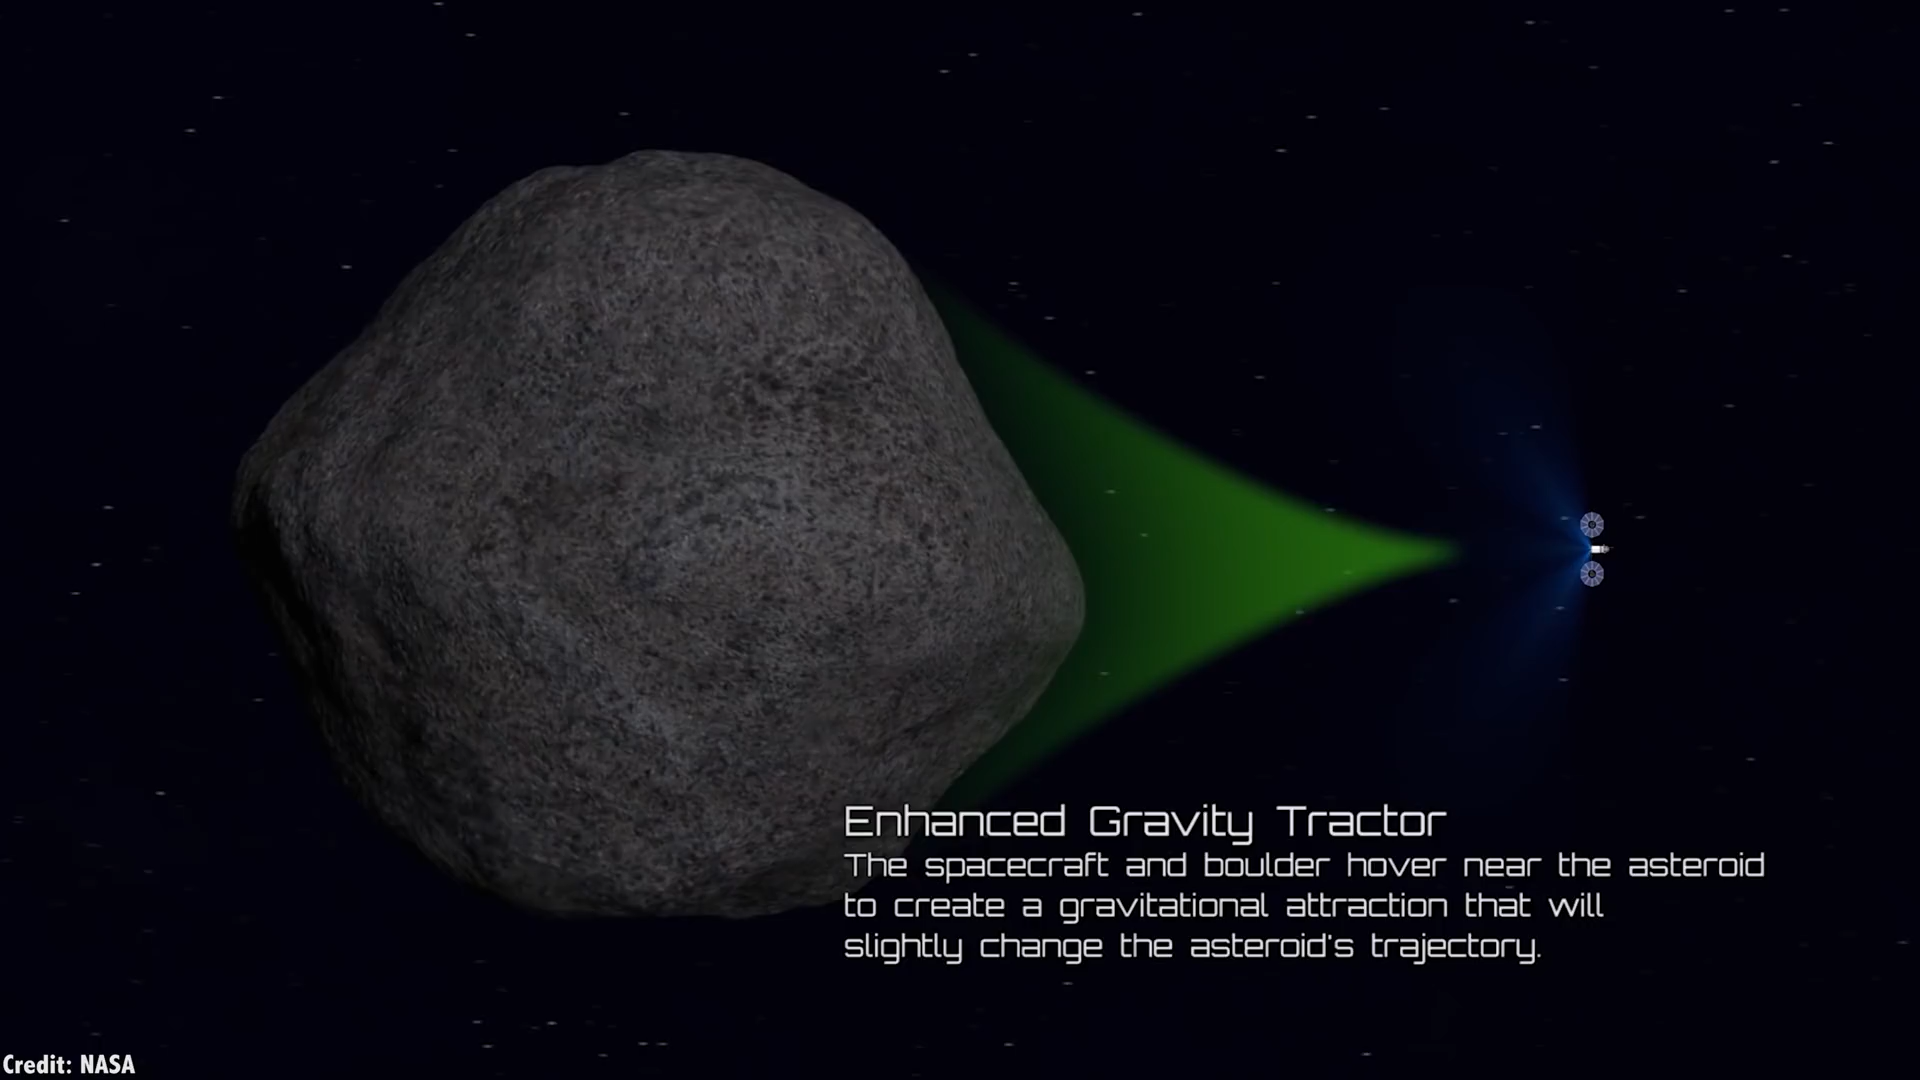 Enhanced Gravity Tractor
The spacecraft and boulder hover near the asteroid
to create a gravitational attraction that will
slightly change the asteroid's trajectory.
Credit: NASA